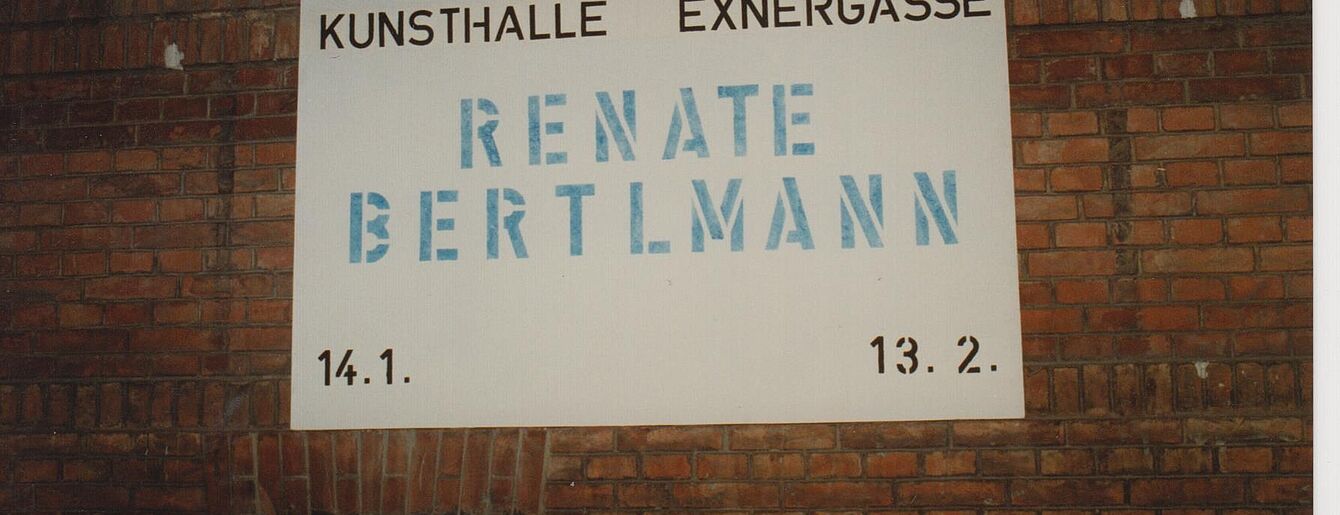 KUNSTHALLE EXNERGASSE
RENATE
BERTLMANN
14.1. 13. 2.